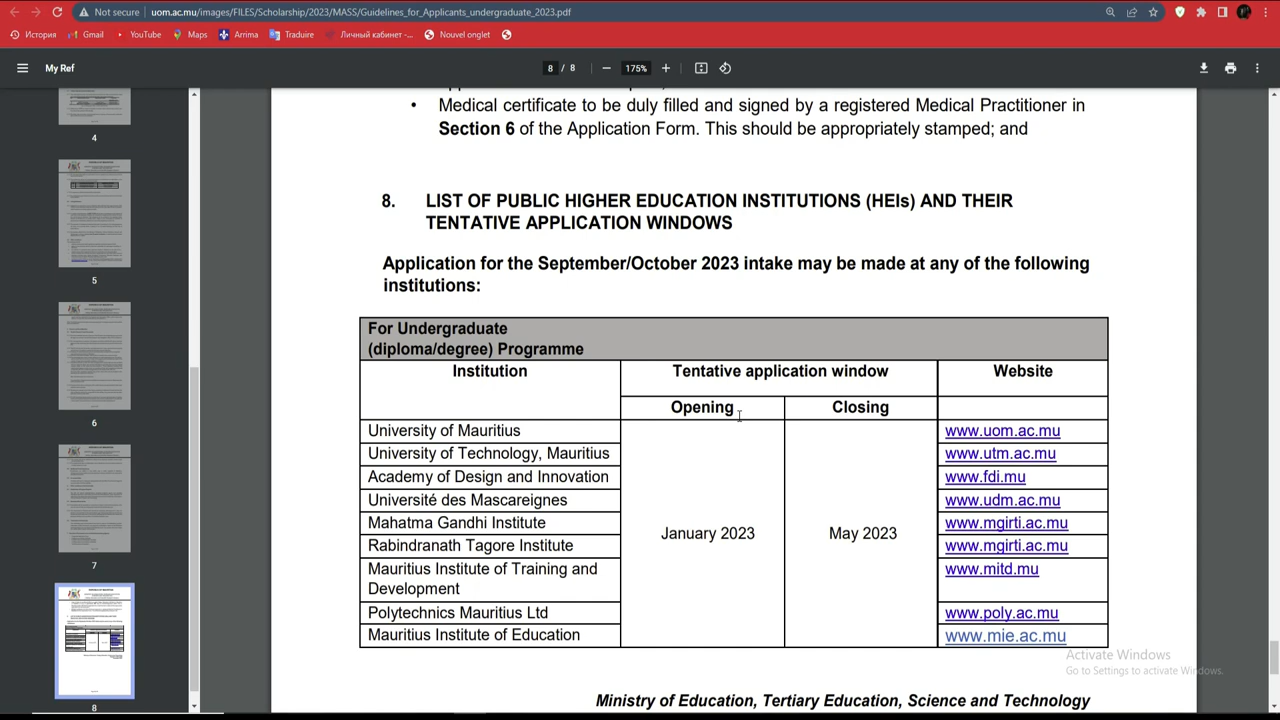 Not secure | uom.ac.mu/images/FILES/Scholarship/2023/MASS/Guidelines_for_Applicants_undergraduate_2023.pdf
История Gmail YouTube Maps Arrima Traduire Личный кабинет -... Nouvel onglet
My Ref 8 / 8 175%
4
5
6
7
8
• Medical certificate to be duly filled and signed by a registered Medical Practitioner in
Section 6 of the Application Form. This should be appropriately stamped; and
8. LIST OF PUBLIC HIGHER EDUCATION INSTITUTIONS (HEIs) AND THEIR
TENTATIVE APPLICATION WINDOWS
Application for the September/October 2023 intake may be made at any of the following
institutions:
For Undergraduate
(diploma/degree) Programme
Institution Tentative application window Website
Opening Closing
University of Mauritius www.uom.ac.mu
University of Technology, Mauritius www.utm.ac.mu
Academy of Design and Innovation www.fdi.mu
Université des Mascareignes www.udm.ac.mu
Mahatma Gandhi Institute www.mgirti.ac.mu
January 2023 May 2023
Rabindranath Tagore Institute www.mgirti.ac.mu
Mauritius Institute of Training and www.mitd.mu
Development
Polytechnics Mauritius Ltd www.poly.ac.mu
Mauritius Institute of Education www.mie.ac.mu
Activate Windows
Go to Settings to activate Windows.
Ministry of Education, Tertiary Education, Science and Technology